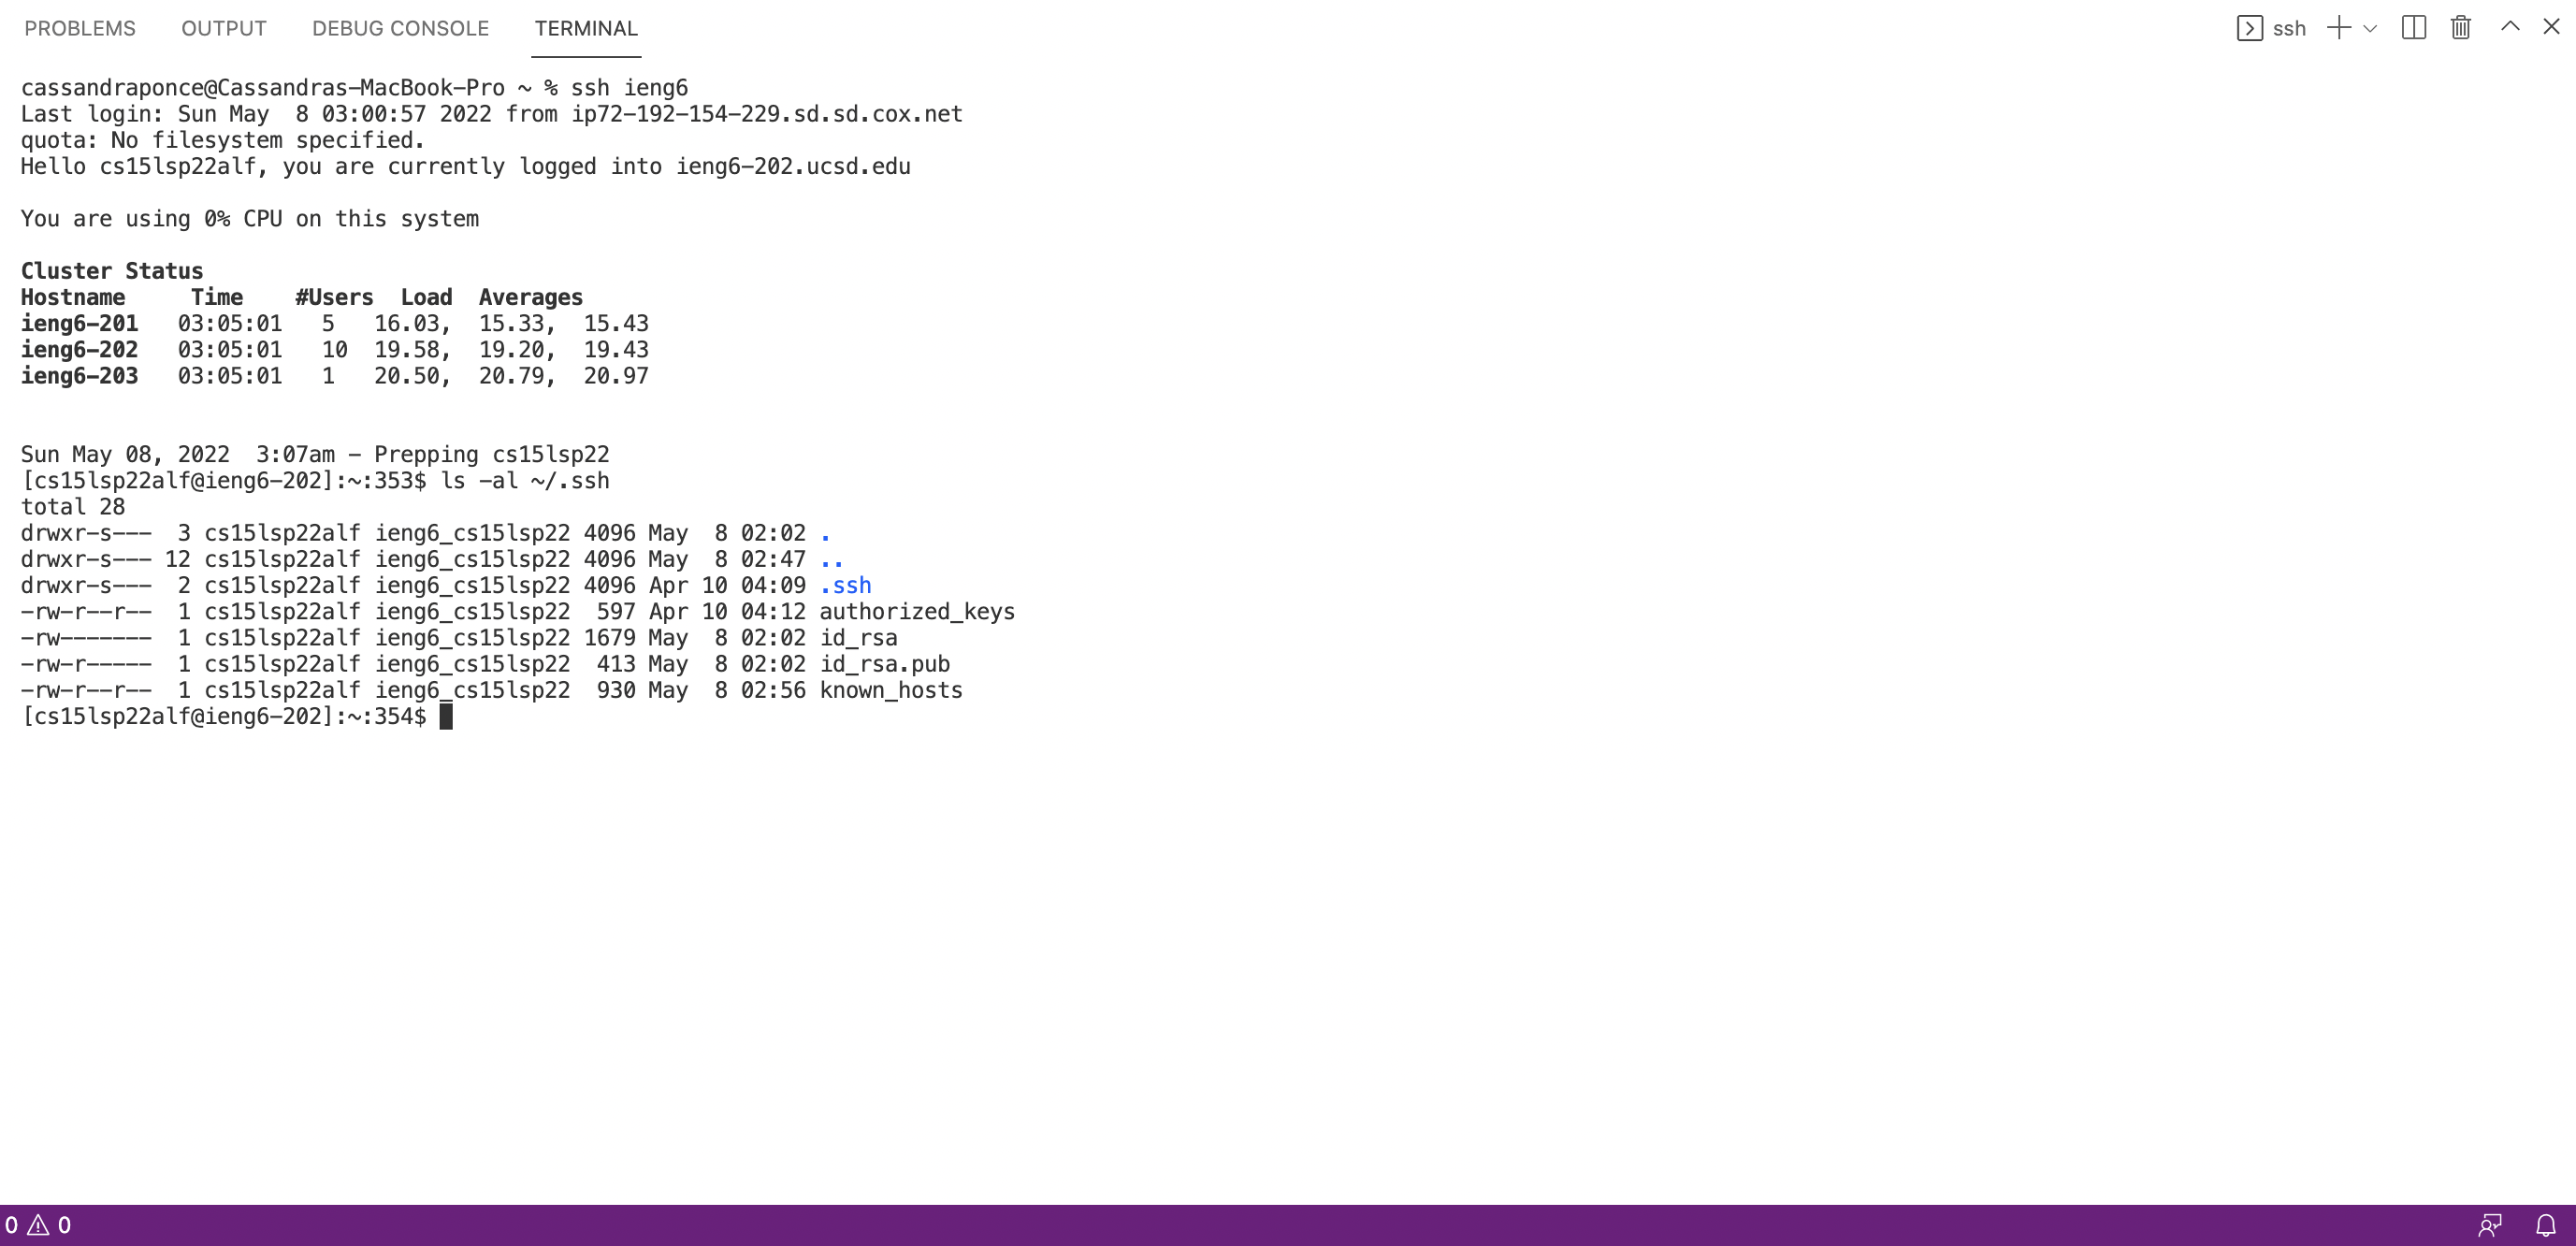 PROBLEMS OUTPUT DEBUG CONSOLE TERMINAL ssh
cassandraponce@Cassandras-MacBook-Pro ~ % ssh ieng6
Last login: Sun May  8 03:00:57 2022 from ip72-192-154-229.sd.sd.cox.net
quota: No filesystem specified.
Hello cs15lsp22alf, you are currently logged into ieng6-202.ucsd.edu
You are using 0% CPU on this system
Cluster Status
Hostname     Time    #Users  Load  Averages
ieng6-201   03:05:01   5   16.03,  15.33,  15.43
ieng6-202   03:05:01   10  19.58,  19.20,  19.43
ieng6-203   03:05:01   1   20.50,  20.79,  20.97
Sun May 08, 2022  3:07am - Prepping cs15lsp22
[cs15lsp22alf@ieng6-202]:~:353$ ls -al ~/.ssh
total 28
drwxr-s---  3 cs15lsp22alf ieng6_cs15lsp22 4096 May  8 02:02 .
drwxr-s--- 12 cs15lsp22alf ieng6_cs15lsp22 4096 May  8 02:47 ..
drwxr-s---  2 cs15lsp22alf ieng6_cs15lsp22 4096 Apr 10 04:09 .ssh
-rw-r--r--  1 cs15lsp22alf ieng6_cs15lsp22  597 Apr 10 04:12 authorized_keys
-rw-------  1 cs15lsp22alf ieng6_cs15lsp22 1679 May  8 02:02 id_rsa
-rw-r-----  1 cs15lsp22alf ieng6_cs15lsp22  413 May  8 02:02 id_rsa.pub
-rw-r--r--  1 cs15lsp22alf ieng6_cs15lsp22  930 May  8 02:56 known_hosts
[cs15lsp22alf@ieng6-202]:~:354$
0 0